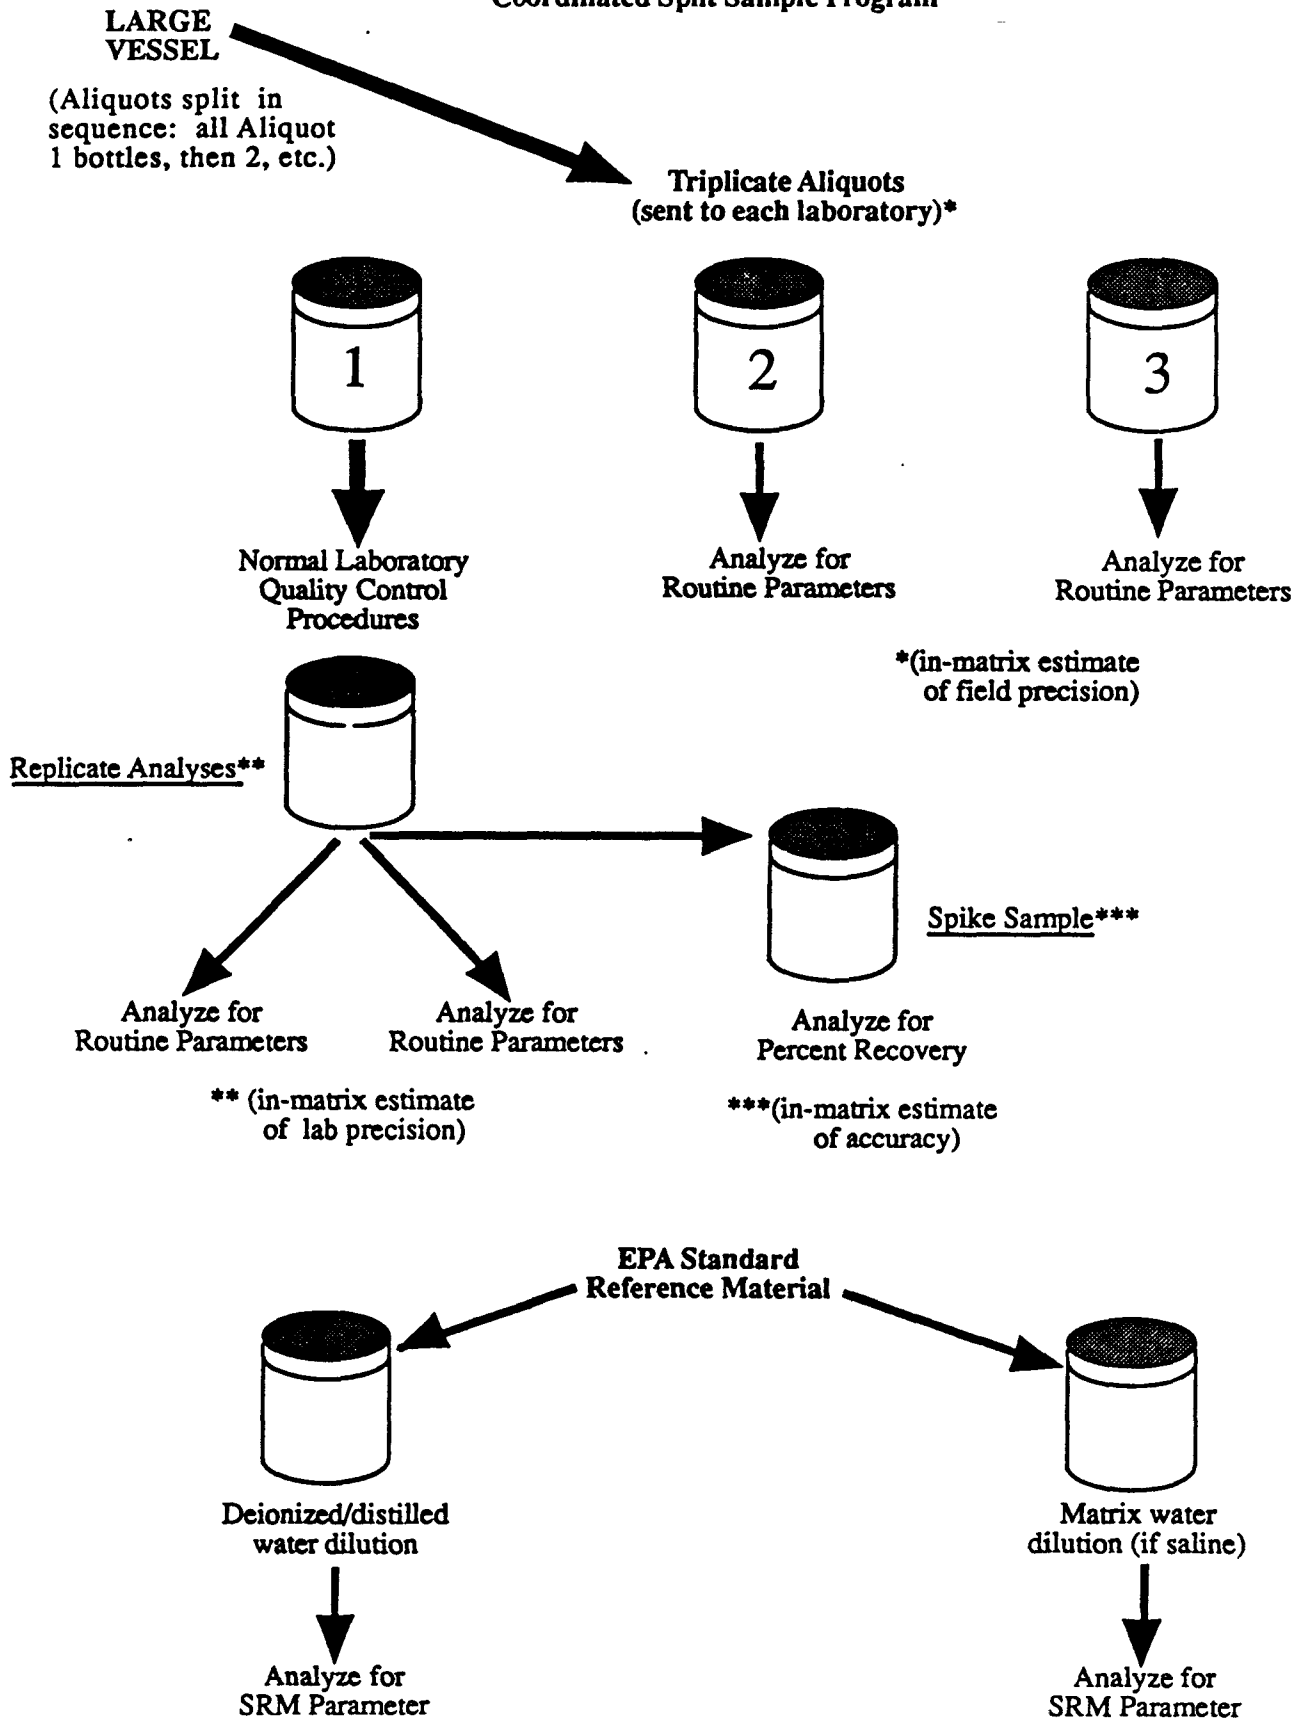 Coordinated Split Sample Program
LARGE
VESSEL
(Aliquots split in
sequence: all Aliquot
1 bottles, then 2, etc.)
Triplicate Aliquots
(sent to each laboratory)*
1
2
3
Normal Laboratory
Quality Control
Procedures
Analyze for
Routine Parameters
Analyze for
Routine Parameters
*(in-matrix estimate
of field precision)
Replicate Analyses**
Spike Sample***
Analyze for
Routine Parameters
Analyze for
Routine Parameters
Analyze for
Percent Recovery
** (in-matrix estimate
of lab precision)
***(in-matrix estimate
of accuracy)
EPA Standard
Reference Material
Deionized/distilled
water dilution
Matrix water
dilution (if saline)
Analyze for
SRM Parameter
Analyze for
SRM Parameter